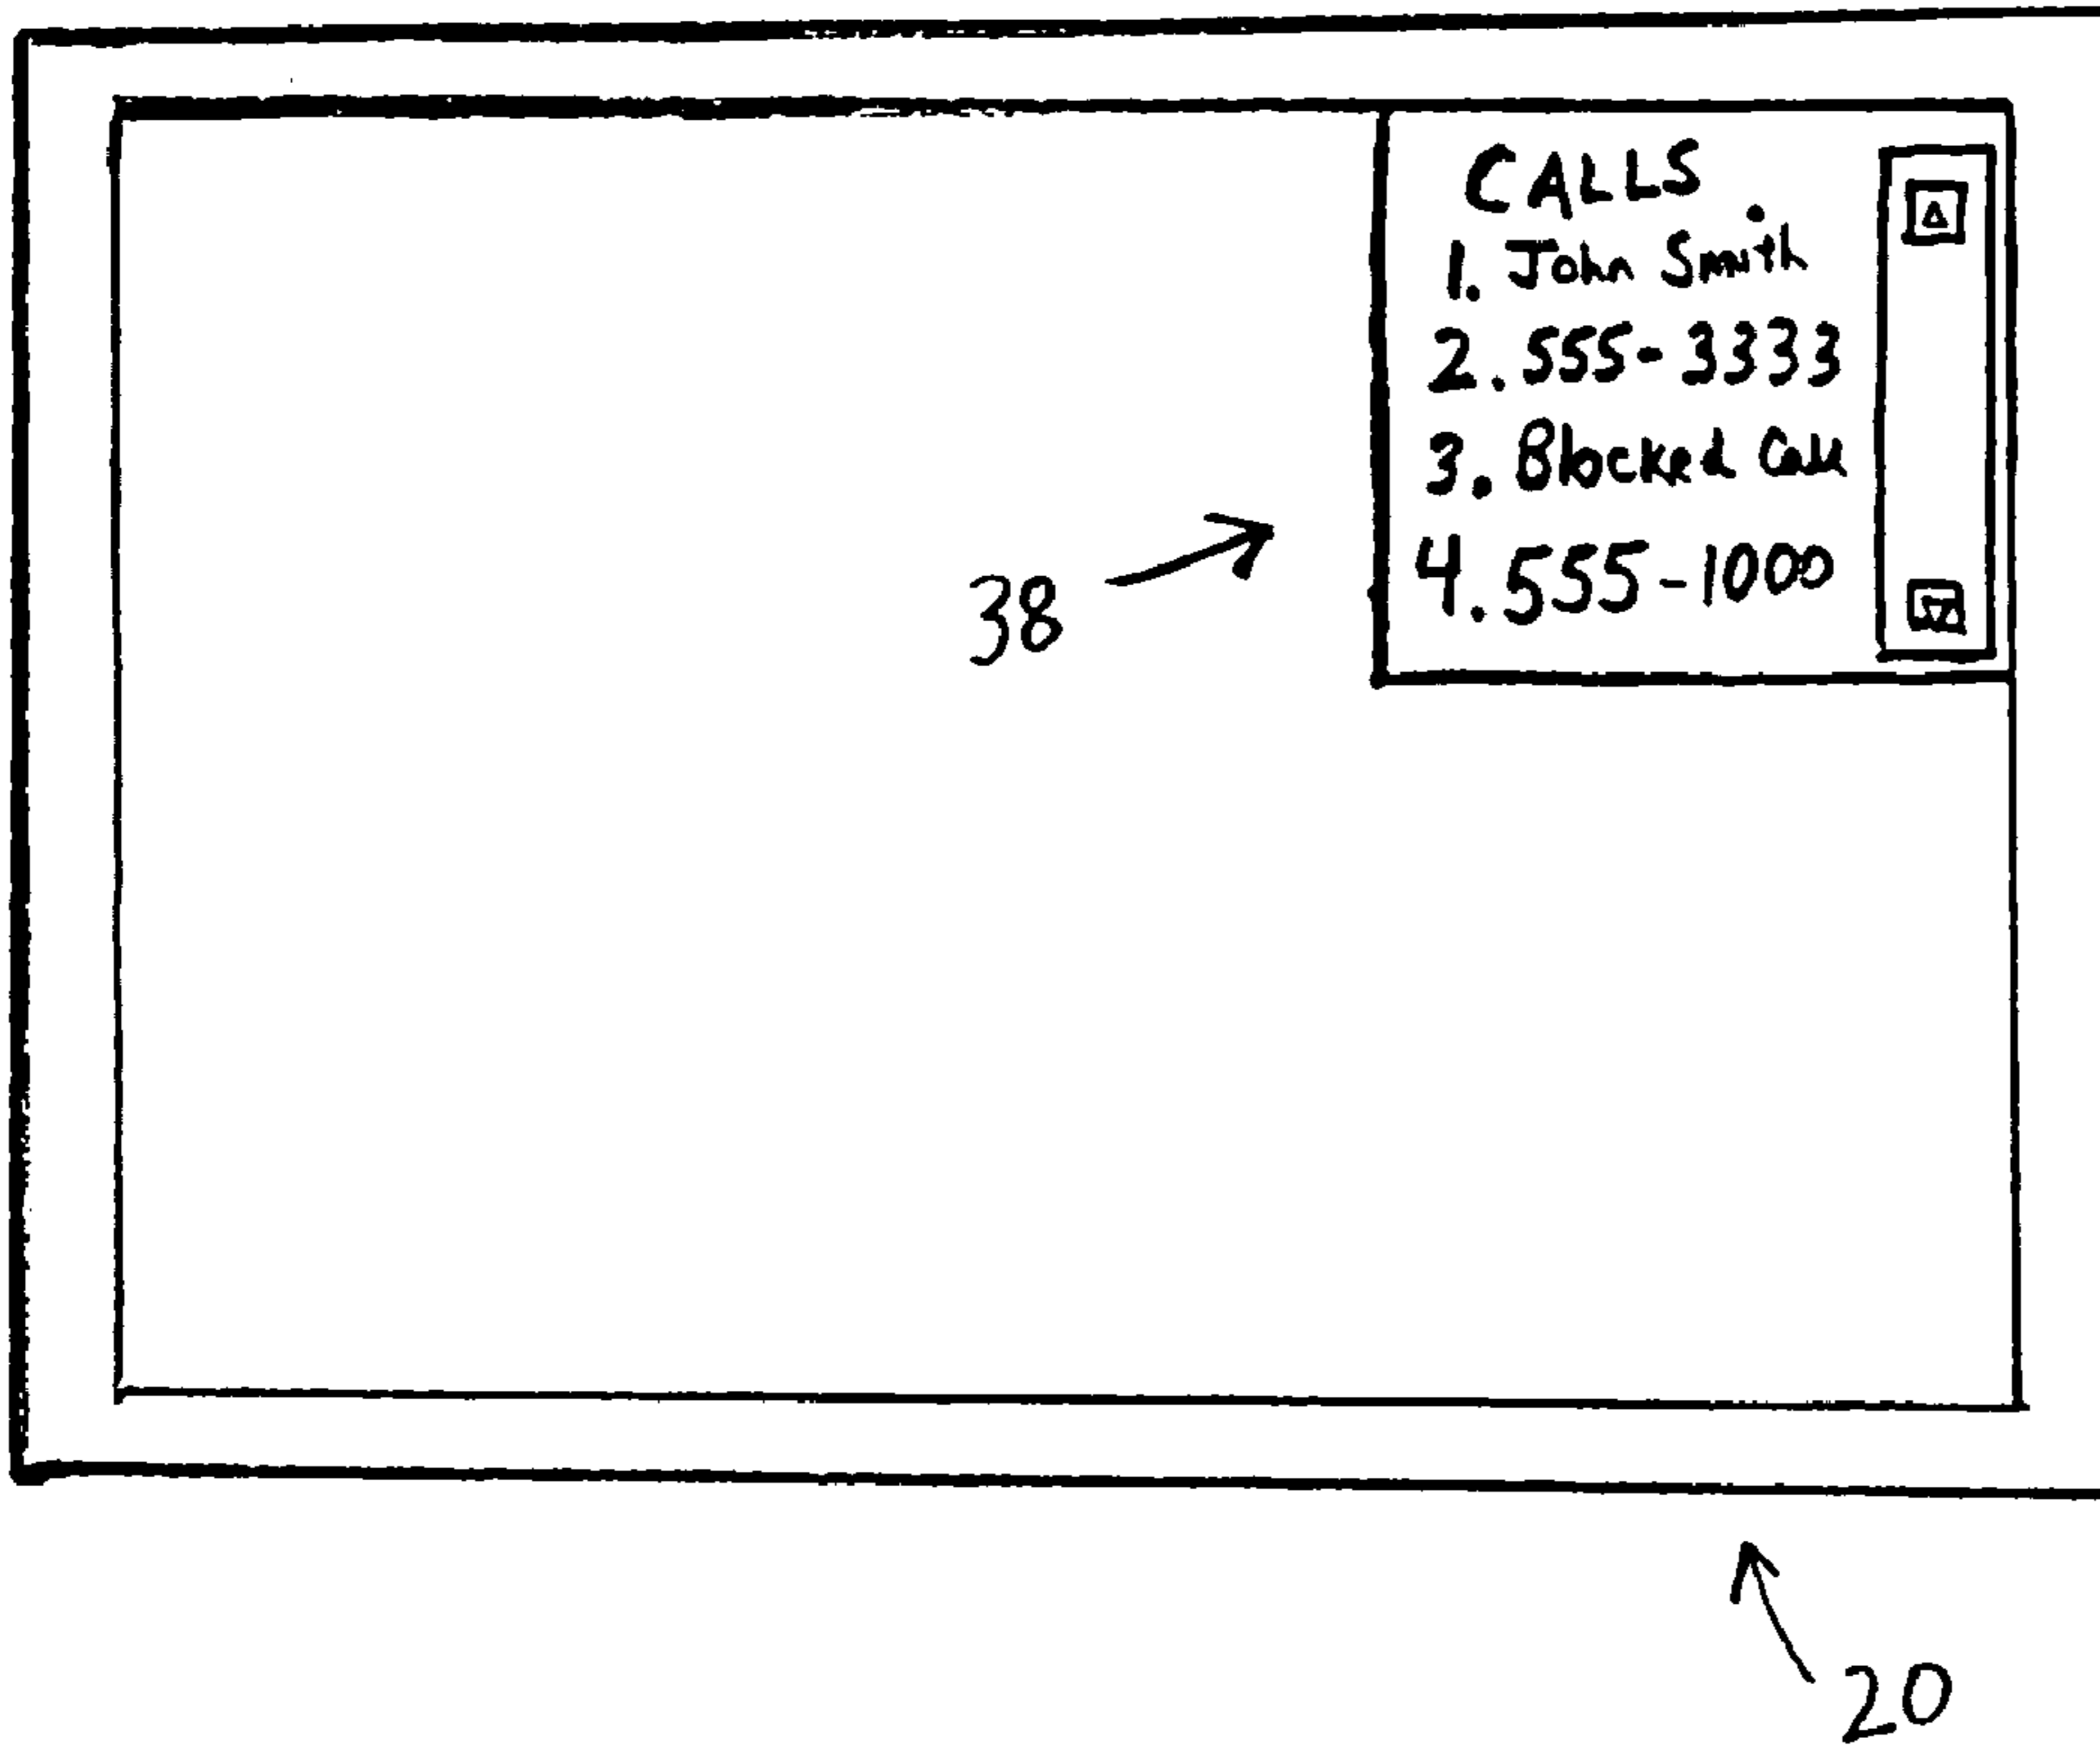 CALLS
1. John Smith
2. 555-3333
3. Blocked Call
4. 555-1000
38
20